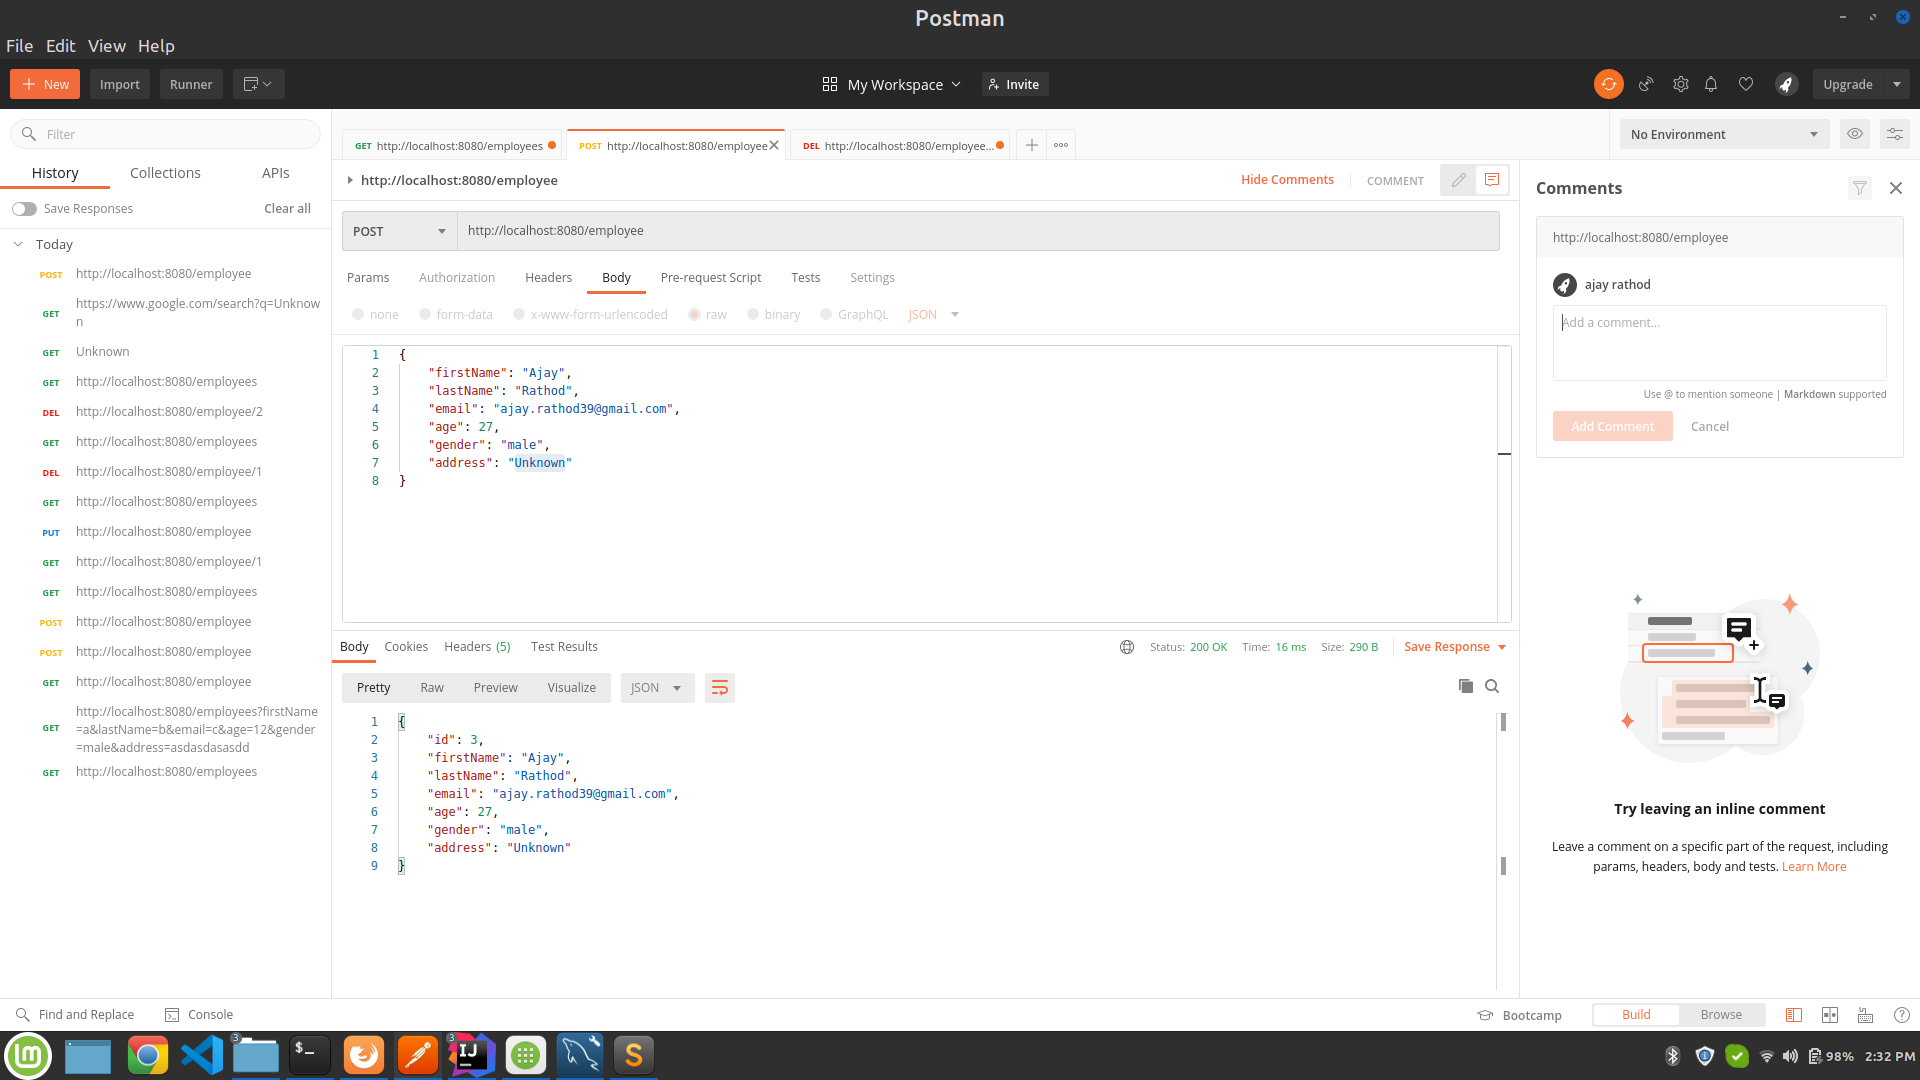 Postman
File Edit View Help
New Import Runner My Workspace Invite Upgrade
Filter
History Collections APIs
Save Responses Clear all
Today
POST http://localhost:8080/employee
GET https://www.google.com/search?q=Unknow
n
GET Unknown
GET http://localhost:8080/employees
DEL http://localhost:8080/employee/2
GET http://localhost:8080/employees
DEL http://localhost:8080/employee/1
GET http://localhost:8080/employees
PUT http://localhost:8080/employee
GET http://localhost:8080/employee/1
GET http://localhost:8080/employees
POST http://localhost:8080/employee
POST http://localhost:8080/employee
GET http://localhost:8080/employee
GET http://localhost:8080/employees?firstName
=a&lastName=b&email=c&age=12&gender
=male&address=asdasdasasdd
GET http://localhost:8080/employees
GET http://localhost:8080/employees POST http://localhost:8080/employee DEL http://localhost:8080/employee...
No Environment
http://localhost:8080/employee Hide Comments COMMENT
POST http://localhost:8080/employee
Params Authorization Headers Body Pre-request Script Tests Settings
none form-data x-www-form-urlencoded raw binary GraphQL JSON
1 {
2 "firstName": "Ajay",
3 "lastName": "Rathod",
4 "email": "ajay.rathod39@gmail.com",
5 "age": 27,
6 "gender": "male",
7 "address": "Unknown"
8 }
Body Cookies Headers (5) Test Results Status: 200 OK Time: 16 ms Size: 290 B Save Response
Pretty Raw Preview Visualize JSON
1 {
2 "id": 3,
3 "firstName": "Ajay",
4 "lastName": "Rathod",
5 "email": "ajay.rathod39@gmail.com",
6 "age": 27,
7 "gender": "male",
8 "address": "Unknown"
9 }
Comments
http://localhost:8080/employee
ajay rathod
Add a comment...
Use @ to mention someone | Markdown supported
Add Comment Cancel
Try leaving an inline comment
Leave a comment on a specific part of the request, including
params, headers, body and tests. Learn More
Find and Replace Console Bootcamp Build Browse
3 $_ 3 IJ S 98% 2:32 PM